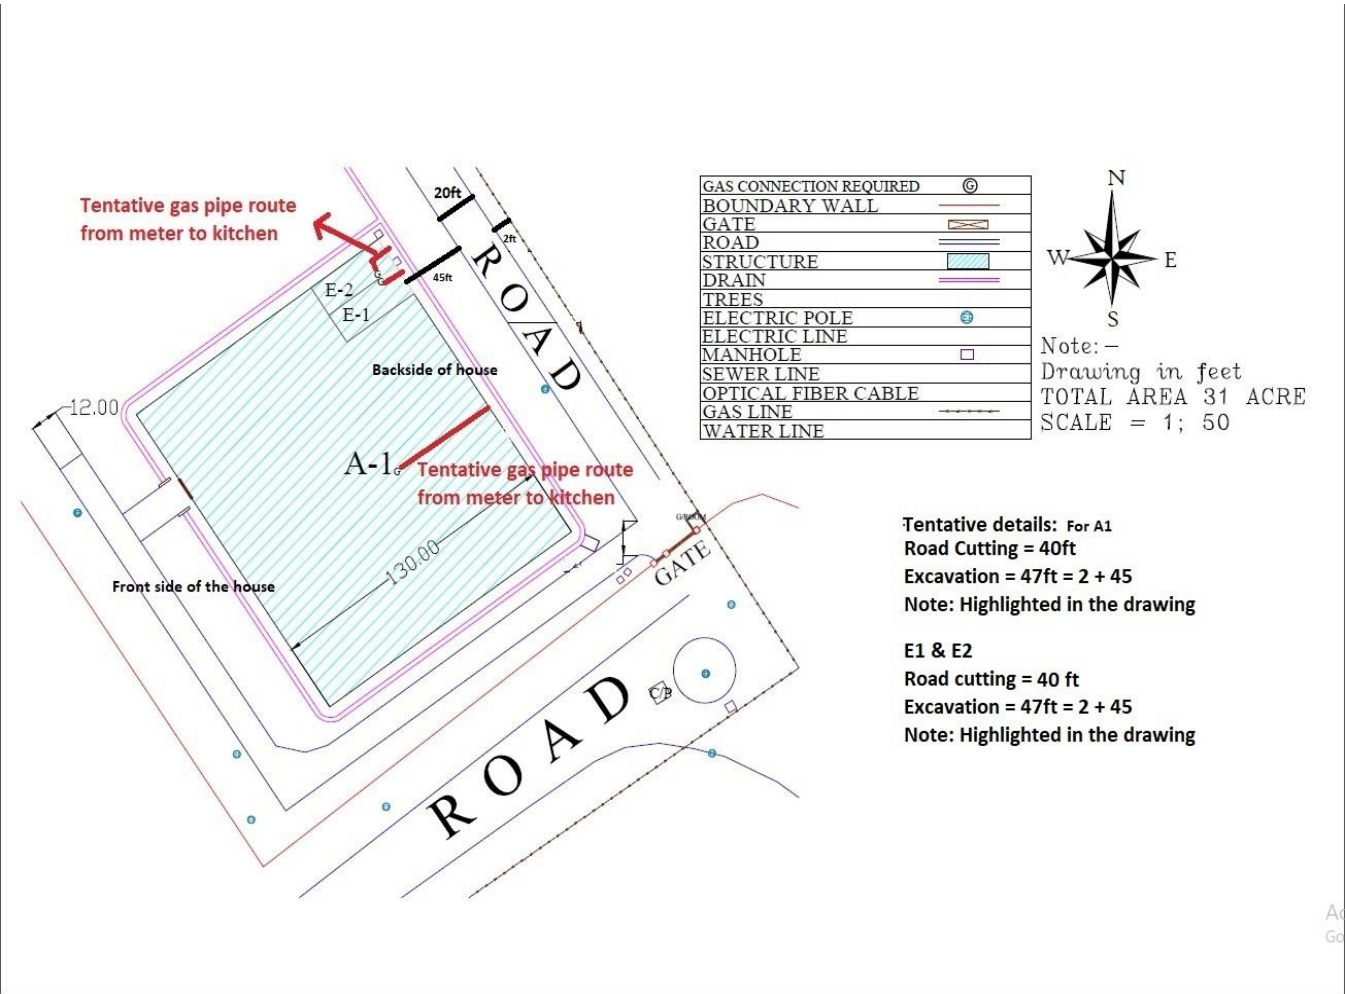 Tentative gas pipe route
from meter to kitchen
20ft
2ft
45ft
ROAD
E-2
E-1
Backside of house
12.00
A-1
G
Tentative gas pipe route
from meter to kitchen
130.00
Front side of the house
G/ROOM
GATE
C/B
ROAD
GAS CONNECTION REQUIRED G
BOUNDARY WALL
GATE
ROAD
STRUCTURE
DRAIN
TREES
ELECTRIC POLE
ELECTRIC LINE
MANHOLE
SEWER LINE
OPTICAL FIBER CABLE
GAS LINE
WATER LINE
N
W E
S
Note:-
Drawing in feet
TOTAL AREA 31 ACRE
SCALE = 1; 50
Tentative details: For A1
Road Cutting = 40ft
Excavation = 47ft = 2 + 45
Note: Highlighted in the drawing
E1 & E2
Road cutting = 40 ft
Excavation = 47ft = 2 + 45
Note: Highlighted in the drawing